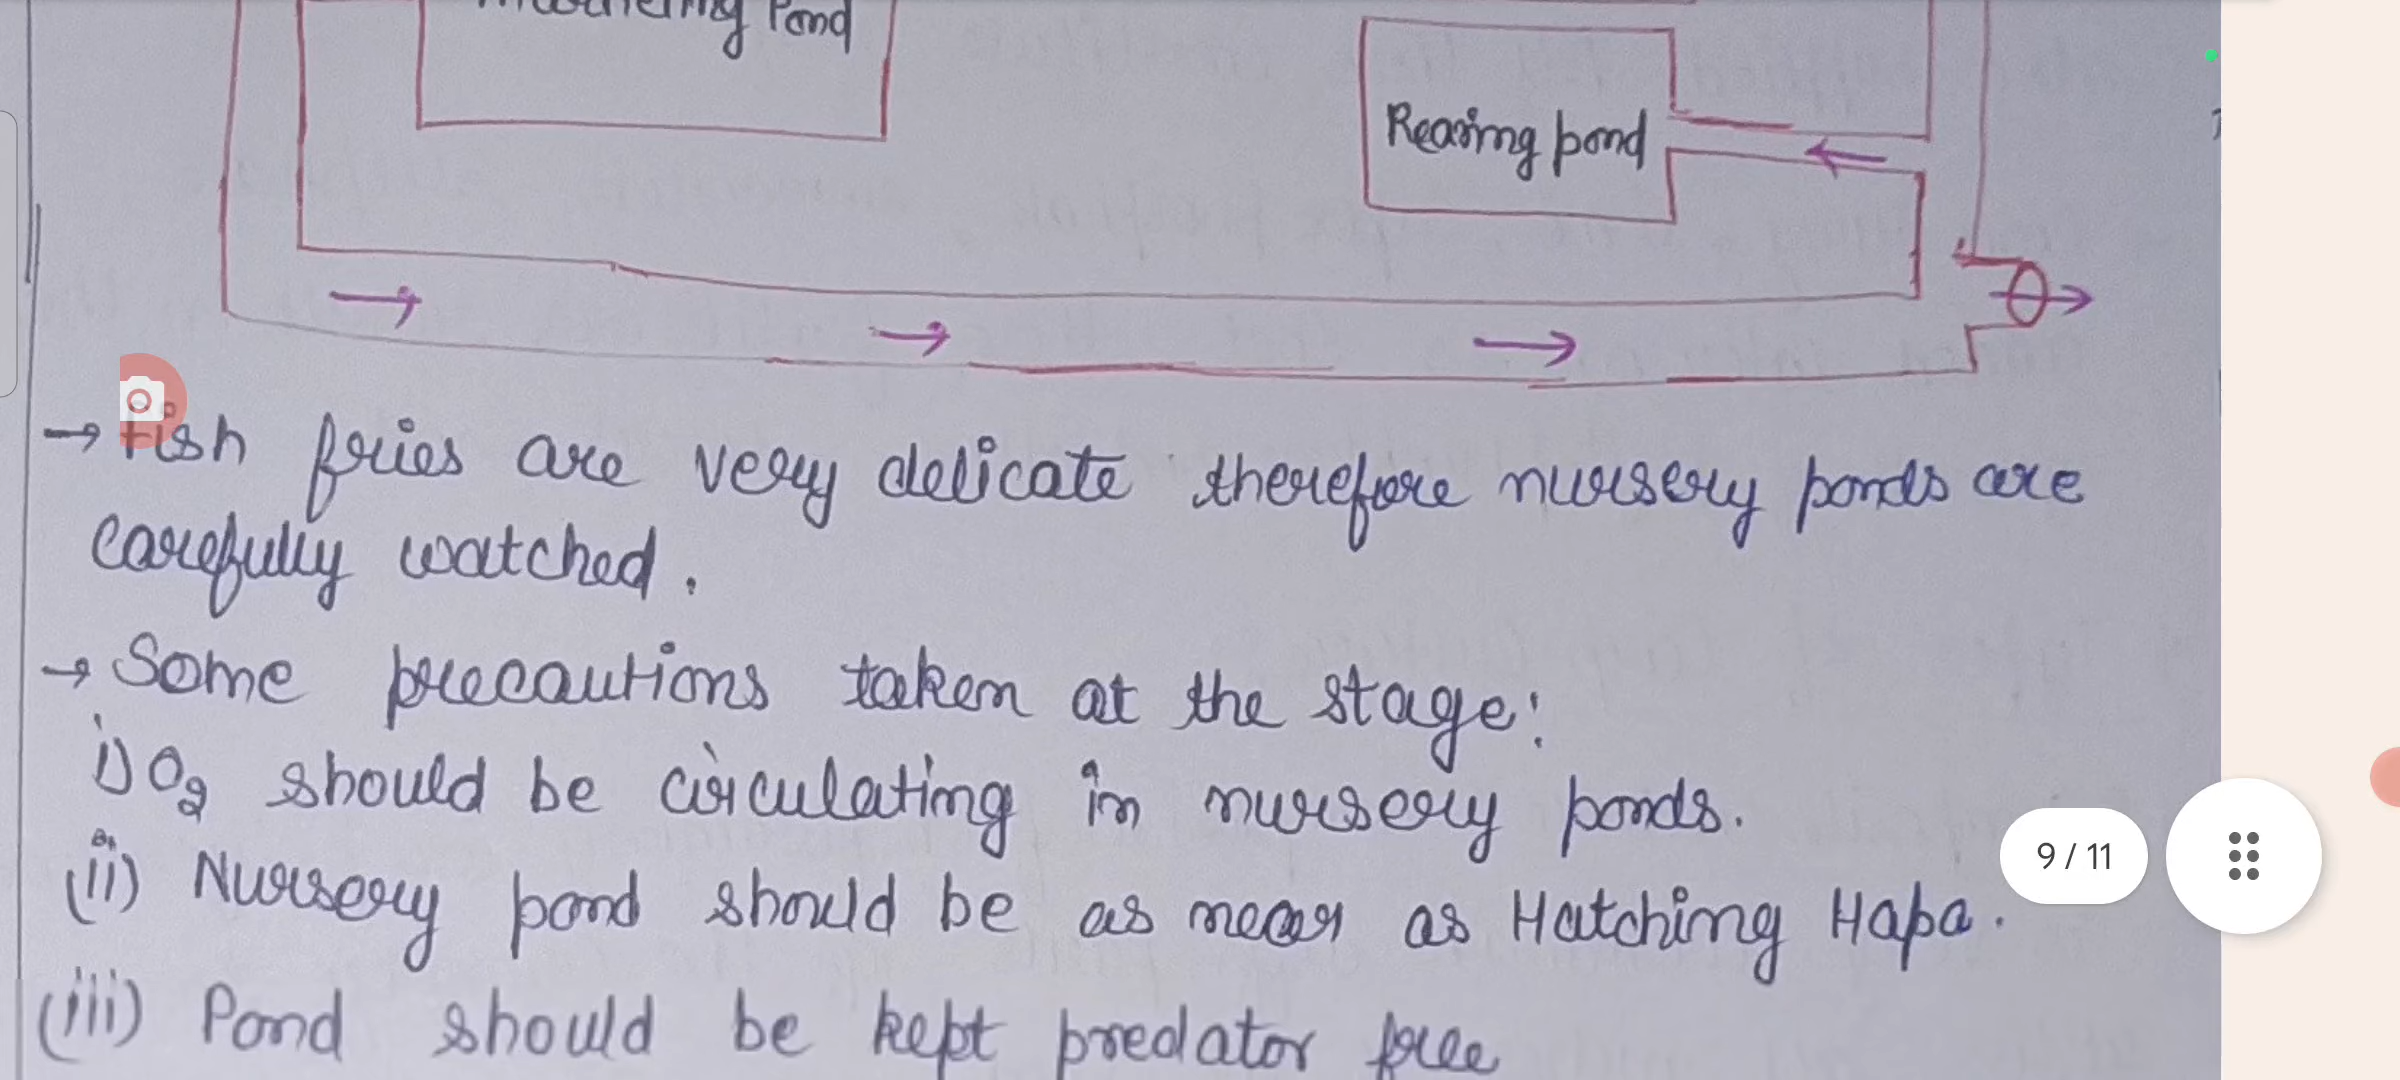 Pond
Rearing pond
→ Fish fries are very delicate therefore nursery ponds are
carefully watched.
→ Some precautions taken at the stage:
i) O₂ should be circulating in nursery ponds.
(ii) Nursery pond should be as near as Hatching Hapa.
(iii) Pond should be kept predator free
9 / 11